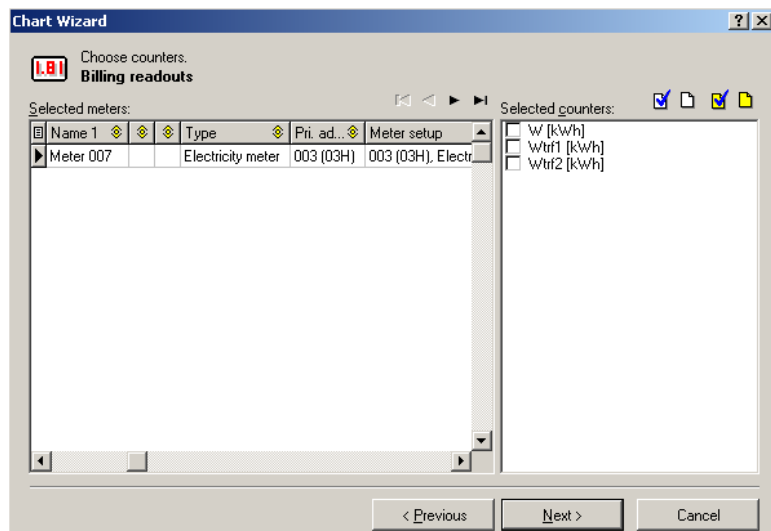 Chart Wizard
Choose counters.
Billing readouts
Selected meters:
Selected counters:
Name 1 Type Pri. ad... Meter setup
Meter 007 Electricity meter 003 (03H) 003 (03H), Electr
W [kWh]
Wtrf1 [kWh]
Wtrf2 [kWh]
< Previous Next > Cancel